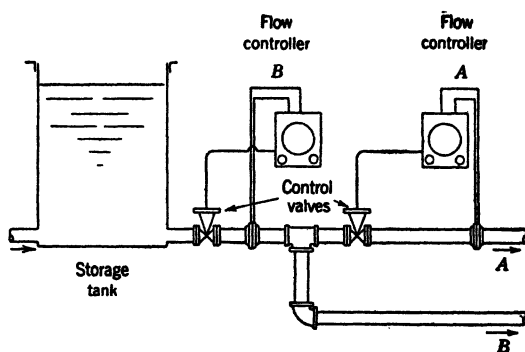 Flow
controller
B
Flow
controller
A
Control
valves
Storage
tank
A
B